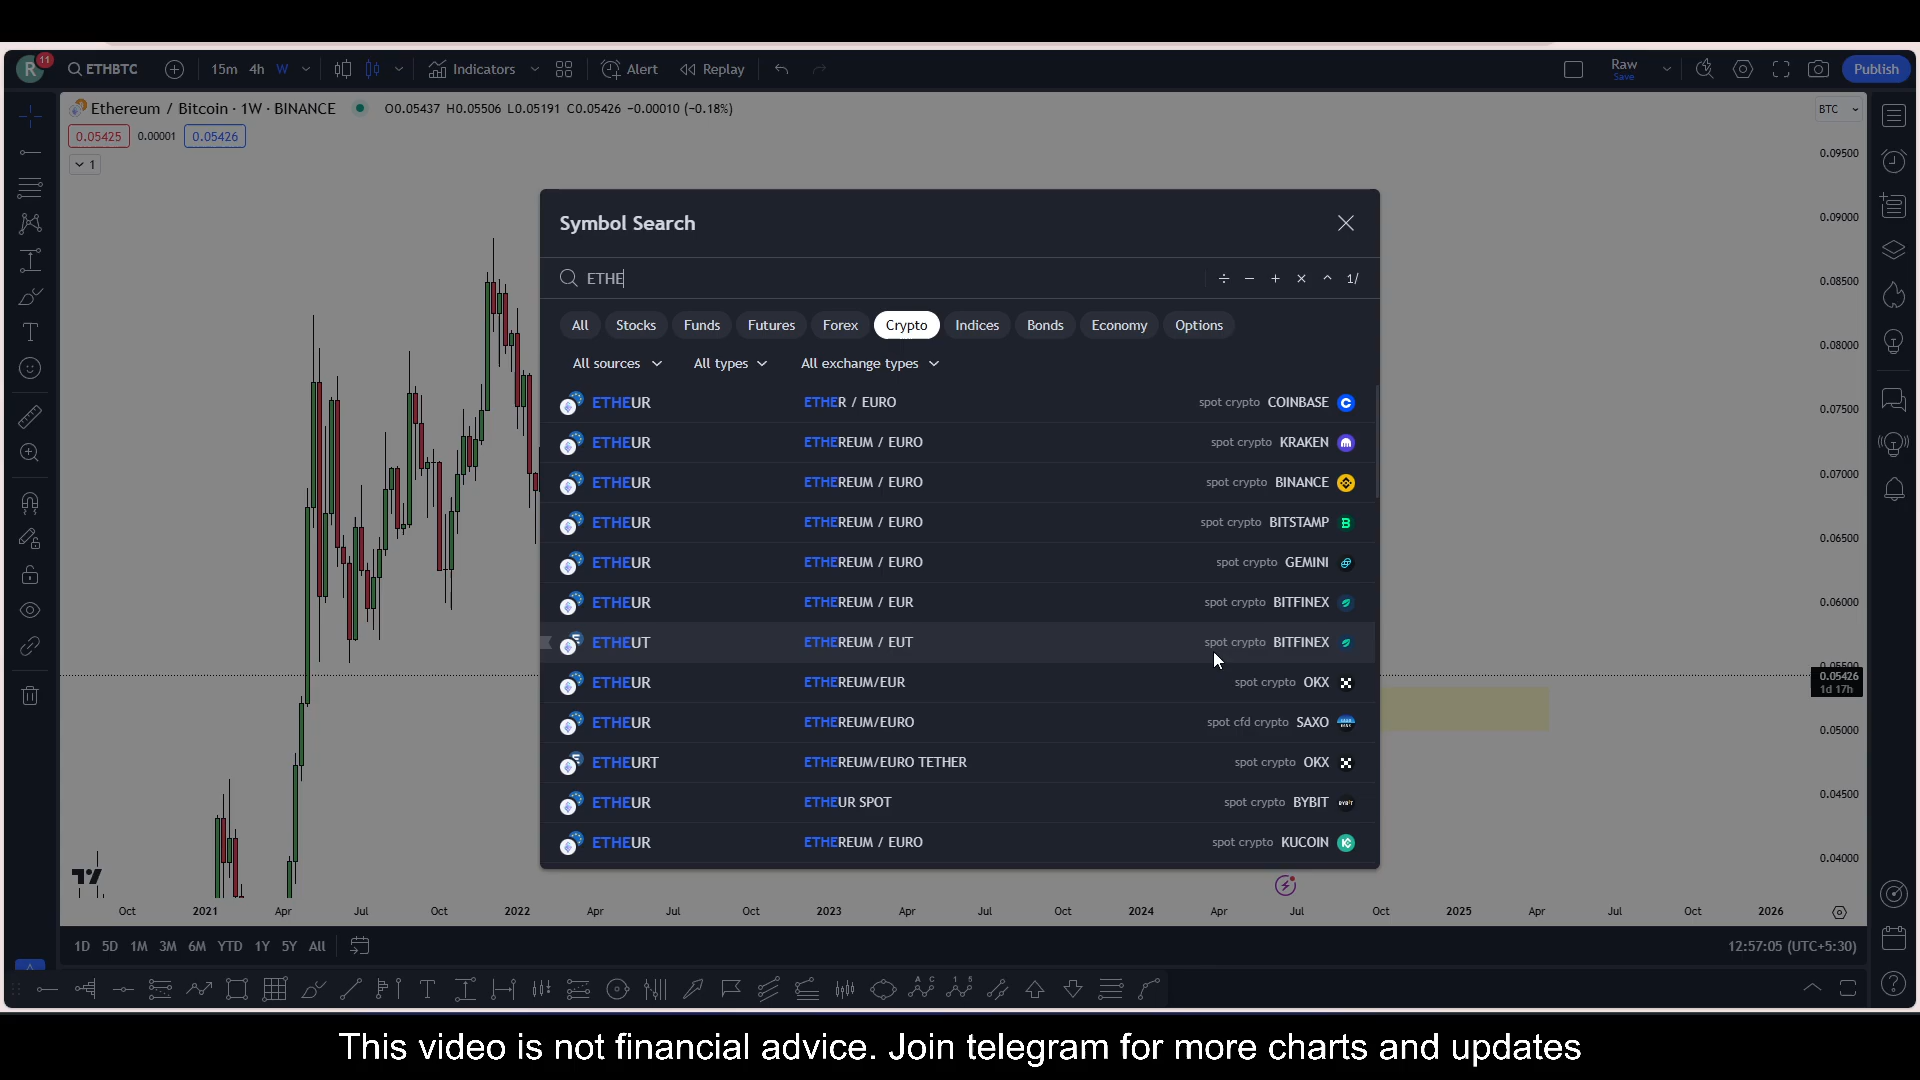 R 11 ETHBTC 15m 4h W Indicators Alert Replay Raw Save Publish
Ethereum / Bitcoin · 1W · BINANCE O0.05437 H0.05506 L0.05191 C0.05426 -0.00010 (-0.18%) BTC
0.05425 0.00001 0.05426
1
0.09500
0.09000
0.08500
0.08000
0.07500
0.07000
0.06500
0.06000
0.05500
0.05426
1d 17h
0.05000
0.04500
0.04000
Symbol Search
ETHE ÷ − + × ^ 1/
All Stocks Funds Futures Forex Crypto Indices Bonds Economy Options
All sources All types All exchange types
ETHEUR ETHER / EURO spot crypto COINBASE
ETHEUR ETHEREUM / EURO spot crypto KRAKEN
ETHEUR ETHEREUM / EURO spot crypto BINANCE
ETHEUR ETHEREUM / EURO spot crypto BITSTAMP B
ETHEUR ETHEREUM / EURO spot crypto GEMINI
ETHEUR ETHEREUM / EUR spot crypto BITFINEX
ETHEUT ETHEREUM / EUT spot crypto BITFINEX
ETHEUR ETHEREUM/EUR spot crypto OKX
ETHEUR ETHEREUM/EURO spot cfd crypto SAXO
ETHEURT ETHEREUM/EURO TETHER spot crypto OKX
ETHEUR ETHEUR SPOT spot crypto BYBIT
ETHEUR ETHEREUM / EURO spot crypto KUCOIN
Oct 2021 Apr Jul Oct 2022 Apr Jul Oct 2023 Apr Jul Oct 2024 Apr Jul Oct 2025 Apr Jul Oct 2026
1D 5D 1M 3M 6M YTD 1Y 5Y All 12:57:05 (UTC+5:30)
This video is not financial advice. Join telegram for more charts and updates